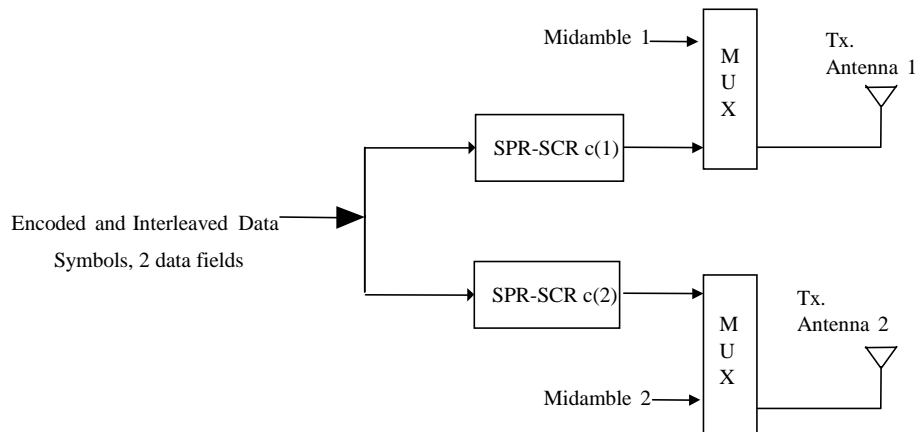 Midamble 1
M
U
X
Tx.
Antenna 1
SPR-SCR c(1)
Encoded and Interleaved Data
Symbols, 2 data fields
SPR-SCR c(2)
M
U
X
Tx.
Antenna 2
Midamble 2